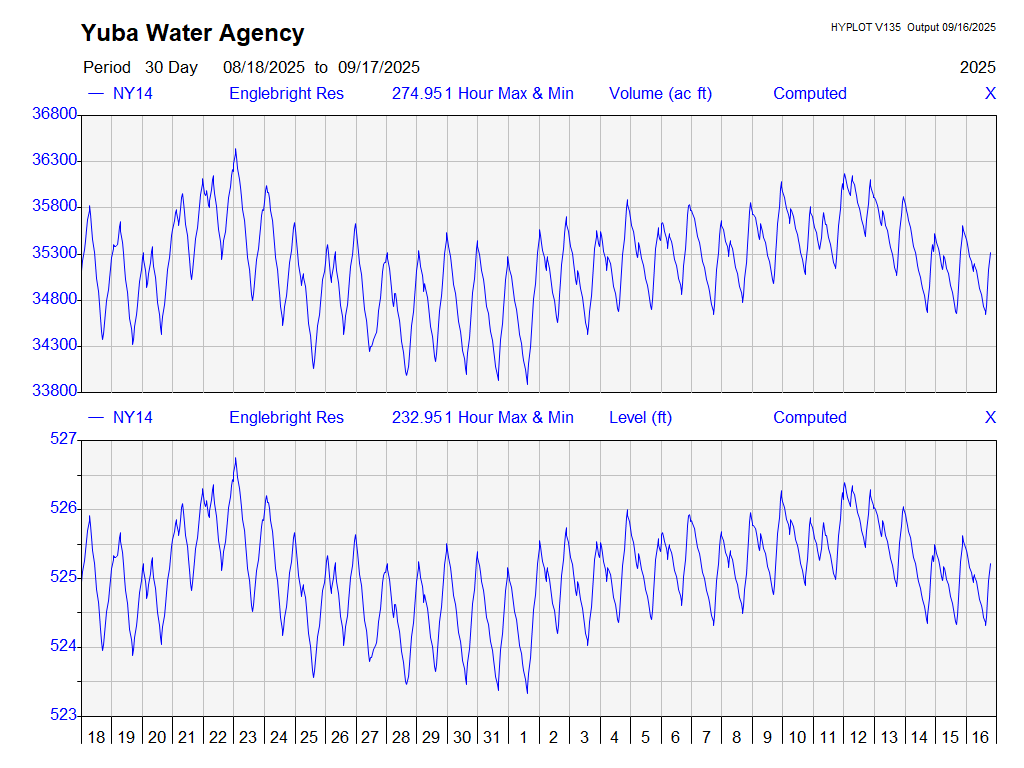 Yuba Water Agency
HYPLOT V135 Output 09/16/2025
Period 30 Day 08/18/2025 to 09/17/2025 2025
NY14 Englebright Res 274.95 1 Hour Max & Min Volume (ac ft) Computed X
36800
36300
35800
35300
34800
34300
33800
NY14 Englebright Res 232.95 1 Hour Max & Min Level (ft) Computed X
527
526
525
524
523
18 19 20 21 22 23 24 25 26 27 28 29 30 31 1 2 3 4 5 6 7 8 9 10 11 12 13 14 15 16